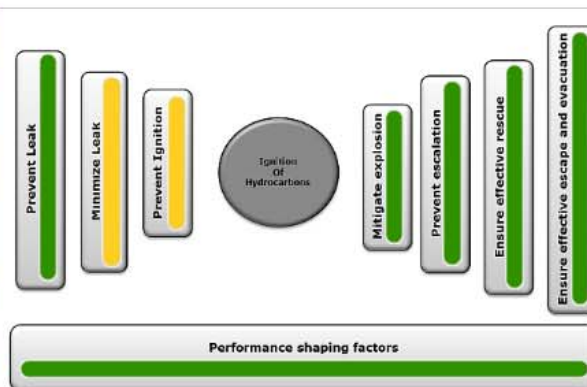 Prevent Leak
Minimize Leak
Prevent Ignition
Ignition
Of
Hydrocarbons
Mitigate explosion
Prevent escalation
Ensure effective rescue
Ensure effective escape and evacuation
Performance shaping factors